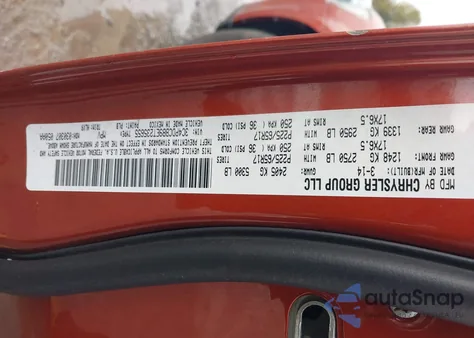 MFD BY CHRYSLER GROUP LLC
DATE OF MFR(BUILT): 3-14 GVWR: 2405 KG 5300 LB
GAWR FRONT: 1248 KG 2750 LB WITH P225/65R17
17X6.5 RIMS AT 250 KPA / 36 PSI COLD
GAWR REAR: 1339 KG 2950 LB WITH P225/65R17
17X6.5 RIMS AT 250 KPA / 36 PSI COLD
THIS VEHICLE CONFORMS TO ALL APPLICABLE U.S.A. FEDERAL MOTOR VEHICLE SAFETY AND
THEFT PREVENTION STANDARDS IN EFFECT ON THE DATE OF MANUFACTURE SHOWN ABOVE
VIN: TYPE: MPV
VEHICLE MADE IN MEXICO
autoSnap